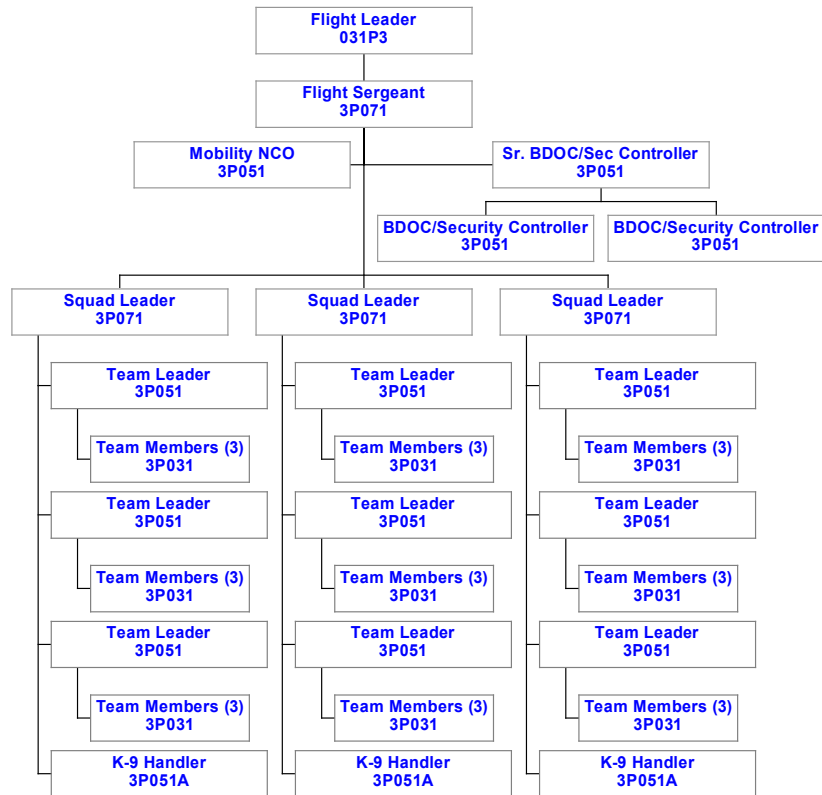 Flight Leader
031P3
Flight Sergeant
3P071
Mobility NCO
3P051
Sr. BDOC/Sec Controller
3P051
BDOC/Security Controller
3P051
BDOC/Security Controller
3P051
Squad Leader
3P071
Team Leader
3P051
Team Members (3)
3P031
Team Leader
3P051
Team Members (3)
3P031
Team Leader
3P051
Team Members (3)
3P031
K-9 Handler
3P051A
Squad Leader
3P071
Team Leader
3P051
Team Members (3)
3P031
Team Leader
3P051
Team Members (3)
3P031
Team Leader
3P051
Team Members (3)
3P031
K-9 Handler
3P051A
Squad Leader
3P071
Team Leader
3P051
Team Members (3)
3P031
Team Leader
3P051
Team Members (3)
3P031
Team Leader
3P051
Team Members (3)
3P031
K-9 Handler
3P051A